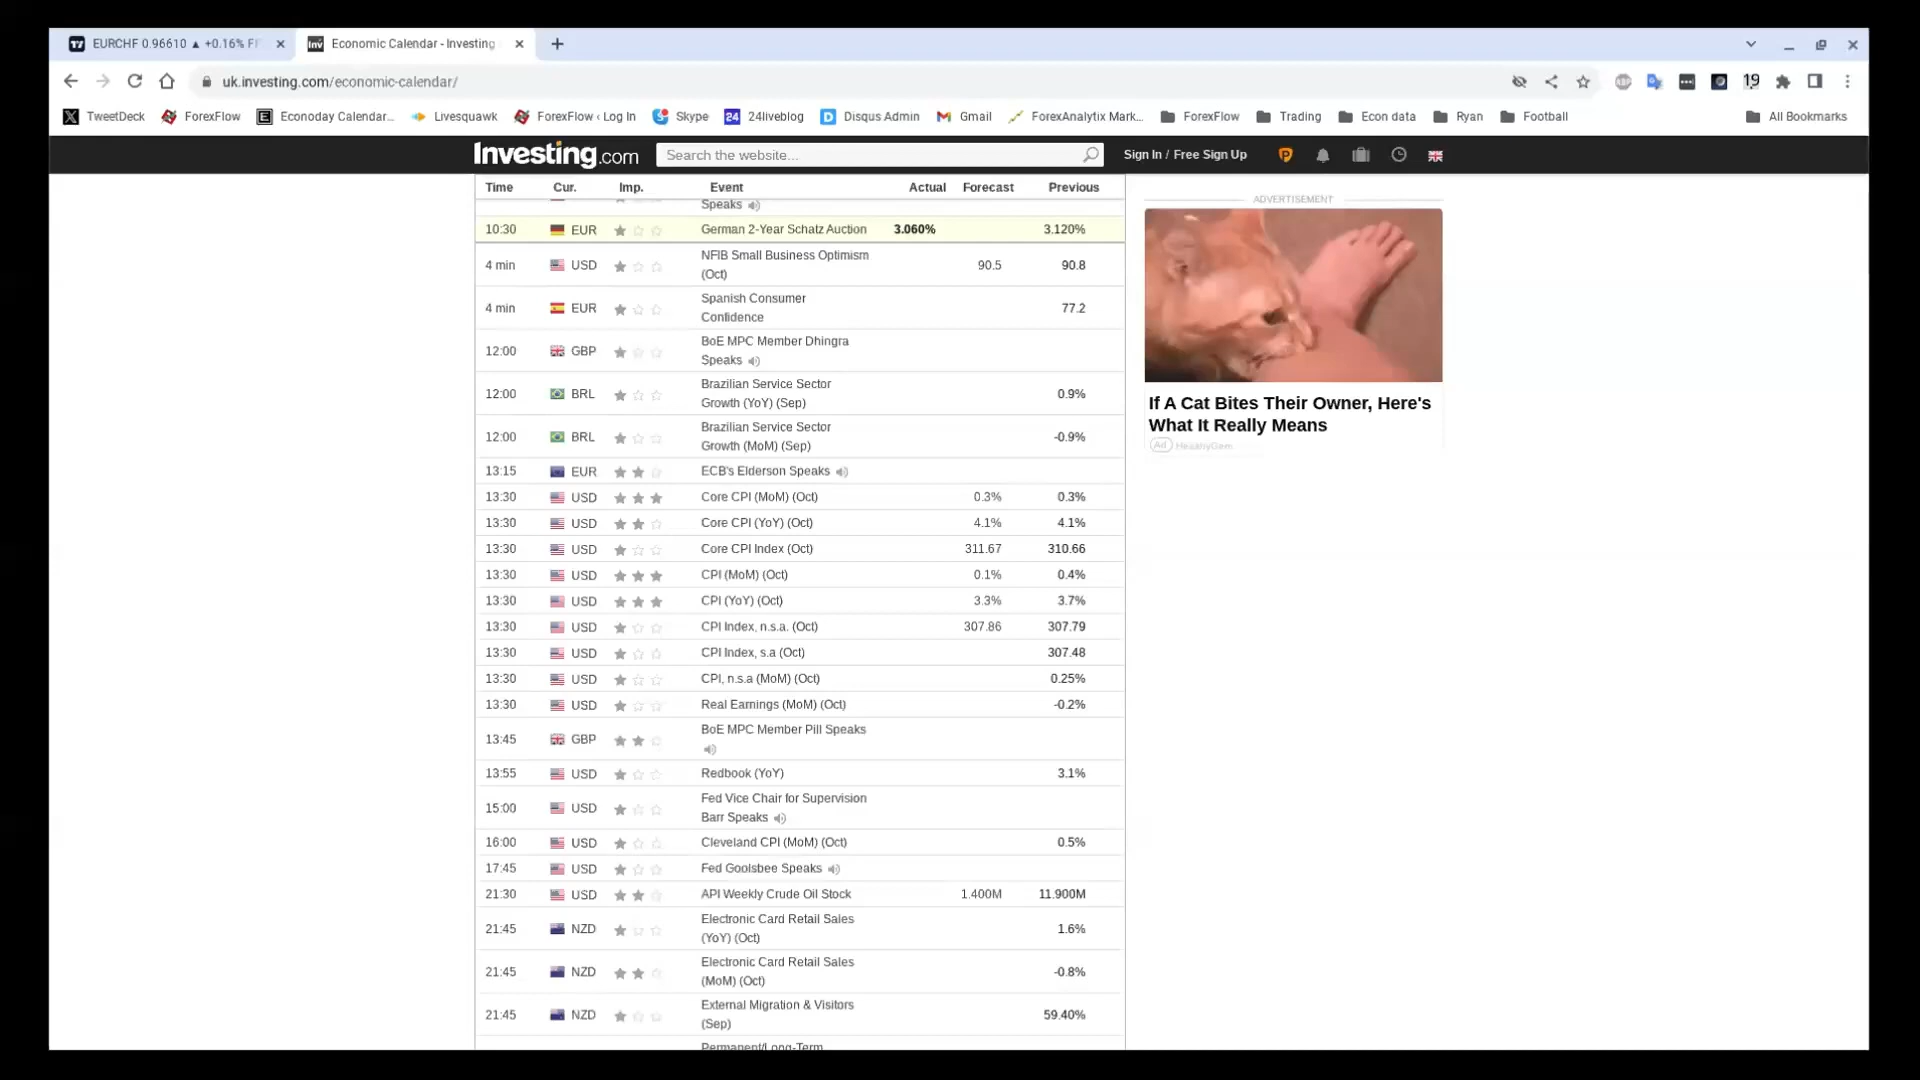 EURCHF 0.96610 ▲ +0.16%
Economic Calendar - Investing
uk.investing.com/economic-calendar/
19
TweetDeck
ForexFlow
Econoday Calendar...
Livesquawk
ForexFlow ‹ Log In
Skype
24liveblog
Disqus Admin
Gmail
ForexAnalytix Mark...
ForexFlow
Trading
Econ data
Ryan
Football
All Bookmarks
Investing.com
Search the website...
Sign In / Free Sign Up
Time Cur. Imp. Event Actual Forecast Previous
Speaks
10:30 EUR German 2-Year Schatz Auction 3.060% 3.120%
4 min USD NFIB Small Business Optimism (Oct) 90.5 90.8
4 min EUR Spanish Consumer Confidence 77.2
12:00 GBP BoE MPC Member Dhingra Speaks
12:00 BRL Brazilian Service Sector Growth (YoY) (Sep) 0.9%
12:00 BRL Brazilian Service Sector Growth (MoM) (Sep) -0.9%
13:15 EUR ECB's Elderson Speaks
13:30 USD Core CPI (MoM) (Oct) 0.3% 0.3%
13:30 USD Core CPI (YoY) (Oct) 4.1% 4.1%
13:30 USD Core CPI Index (Oct) 311.67 310.66
13:30 USD CPI (MoM) (Oct) 0.1% 0.4%
13:30 USD CPI (YoY) (Oct) 3.3% 3.7%
13:30 USD CPI Index, n.s.a. (Oct) 307.86 307.79
13:30 USD CPI Index, s.a (Oct) 307.48
13:30 USD CPI, n.s.a (MoM) (Oct) 0.25%
13:30 USD Real Earnings (MoM) (Oct) -0.2%
13:45 GBP BoE MPC Member Pill Speaks
13:55 USD Redbook (YoY) 3.1%
15:00 USD Fed Vice Chair for Supervision Barr Speaks
16:00 USD Cleveland CPI (MoM) (Oct) 0.5%
17:45 USD Fed Goolsbee Speaks
21:30 USD API Weekly Crude Oil Stock 1.400M 11.900M
21:45 NZD Electronic Card Retail Sales (YoY) (Oct) 1.6%
21:45 NZD Electronic Card Retail Sales (MoM) (Oct) -0.8%
21:45 NZD External Migration & Visitors (Sep) 59.40%
Permanent/Long-Term
ADVERTISEMENT
If A Cat Bites Their Owner, Here's
What It Really Means
Ad